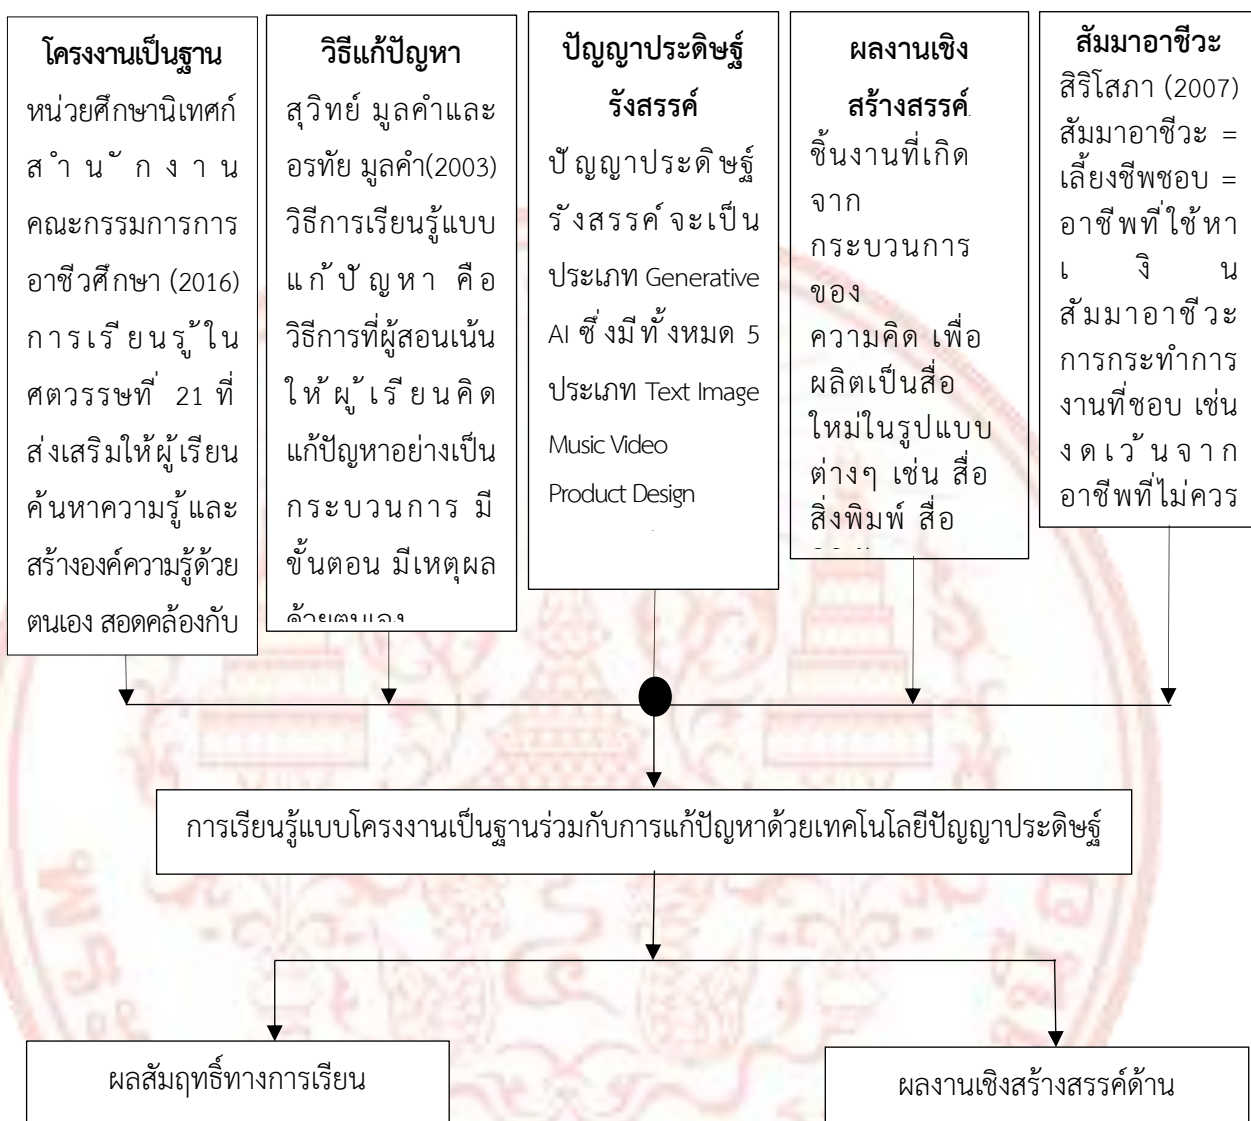 โครงงานเป็นฐาน
หน่วยศึกษานิเทศก์
สำนักงาน
คณะกรรมการการ
อาชีวศึกษา (2016)
การเรียนรู้ใน
ศตวรรษที่ 21 ที่
ส่งเสริมให้ผู้เรียน
ค้นหาความรู้และ
สร้างองค์ความรู้ด้วย
ตนเอง สอดคล้องกับ
วิธีแก้ปัญหา
สุวิทย์ มูลคำและ
อรทัย มูลคำ(2003)
วิธีการเรียนรู้แบบ
แก้ปัญหา คือ
วิธีการที่ผู้สอนเน้น
ให้ผู้เรียนคิด
แก้ปัญหาอย่างเป็น
กระบวนการ มี
ขั้นตอน มีเหตุผล
ด้วยตนเอง
ปัญญาประดิษฐ์
รังสรรค์
ปัญญาประดิษฐ์
รังสรรค์จะเป็น
ประเภท Generative
AI ซึ่งมีทั้งหมด 5
ประเภท Text Image
Music Video
Product Design
ผลงานเชิง
สร้างสรรค์
ชิ้นงานที่เกิด
จาก
กระบวนการ
ของ
ความคิด เพื่อ
ผลิตเป็นสื่อ
ใหม่ในรูปแบบ
ต่างๆ เช่น สื่อ
สิ่งพิมพ์ สื่อ
สัมมาอาชีวะ
สิริโสภา (2007)
สัมมาอาชีวะ =
เลี้ยงชีพชอบ =
อาชีพที่ใช้หา
เงิน
สัมมาอาชีวะ
การกระทำการ
งานที่ชอบ เช่น
งดเว้นจาก
อาชีพที่ไม่ควร
การเรียนรู้แบบโครงงานเป็นฐานร่วมกับการแก้ปัญหาด้วยเทคโนโลยีปัญญาประดิษฐ์
ผลสัมฤทธิ์ทางการเรียน
ผลงานเชิงสร้างสรรค์ด้าน